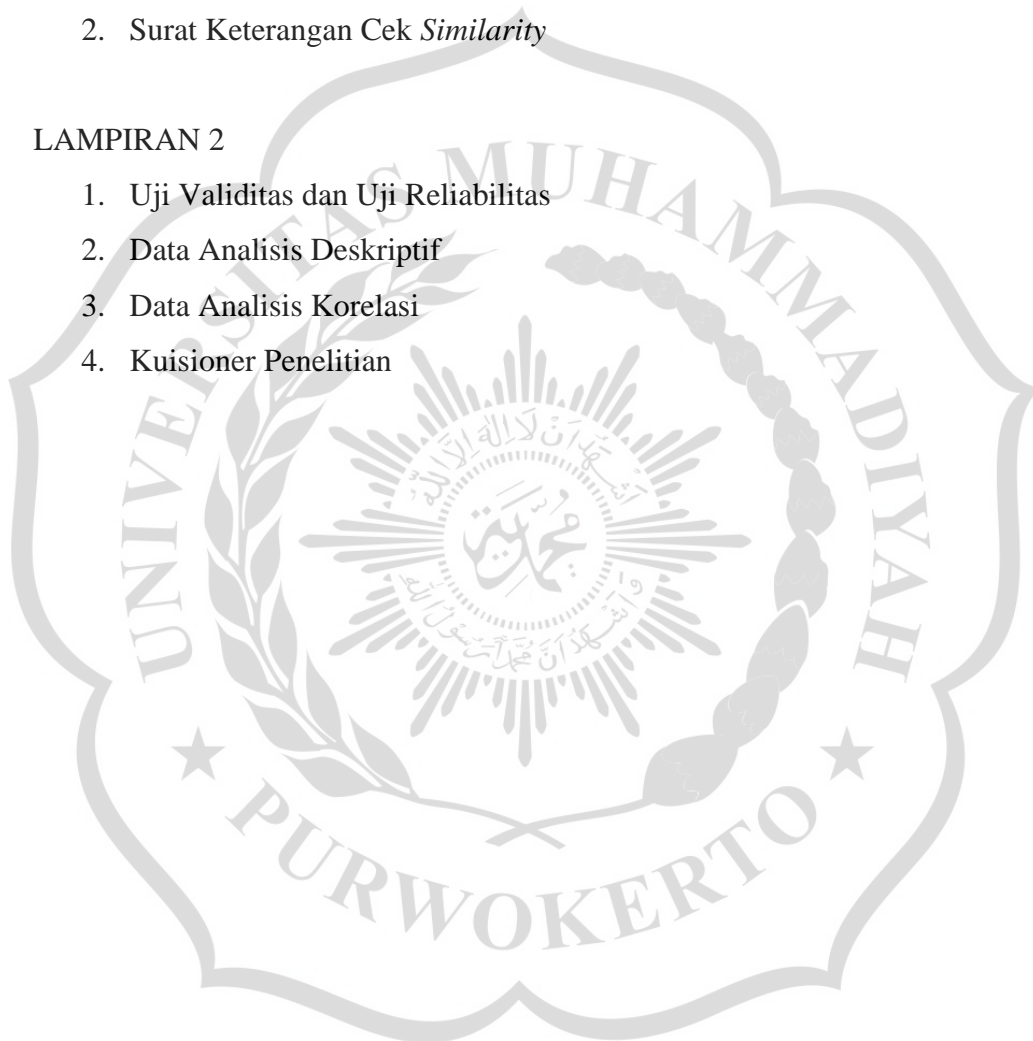 2. Surat Keterangan Cek Similarity
LAMPIRAN 2
1. Uji Validitas dan Uji Reliabilitas
2. Data Analisis Deskriptif
3. Data Analisis Korelasi
4. Kuisioner Penelitian
UNIVERSITAS MUHAMMADIYAH
PURWOKERTO